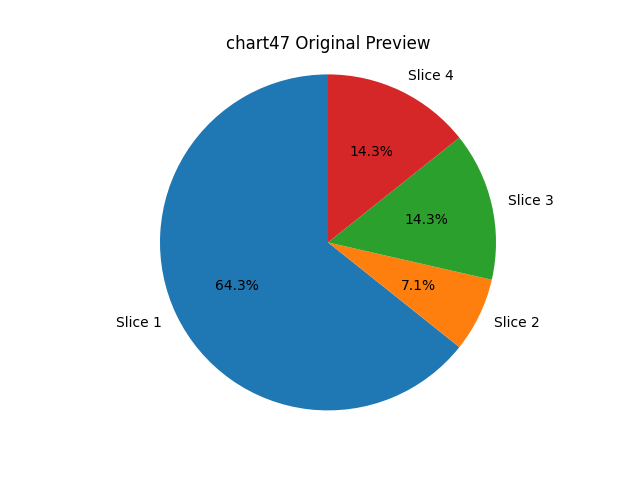 chart47 Original Preview
Slice 4
14.3%
Slice 3
14.3%
64.3%
7.1%
Slice 1
Slice 2